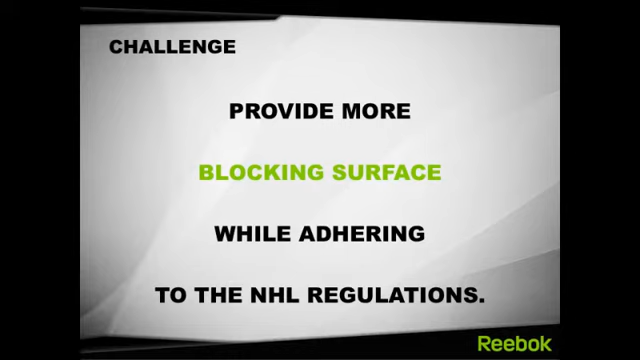 CHALLENGE
PROVIDE MORE
BLOCKING SURFACE
WHILE ADHERING
TO THE NHL REGULATIONS.
Reebok